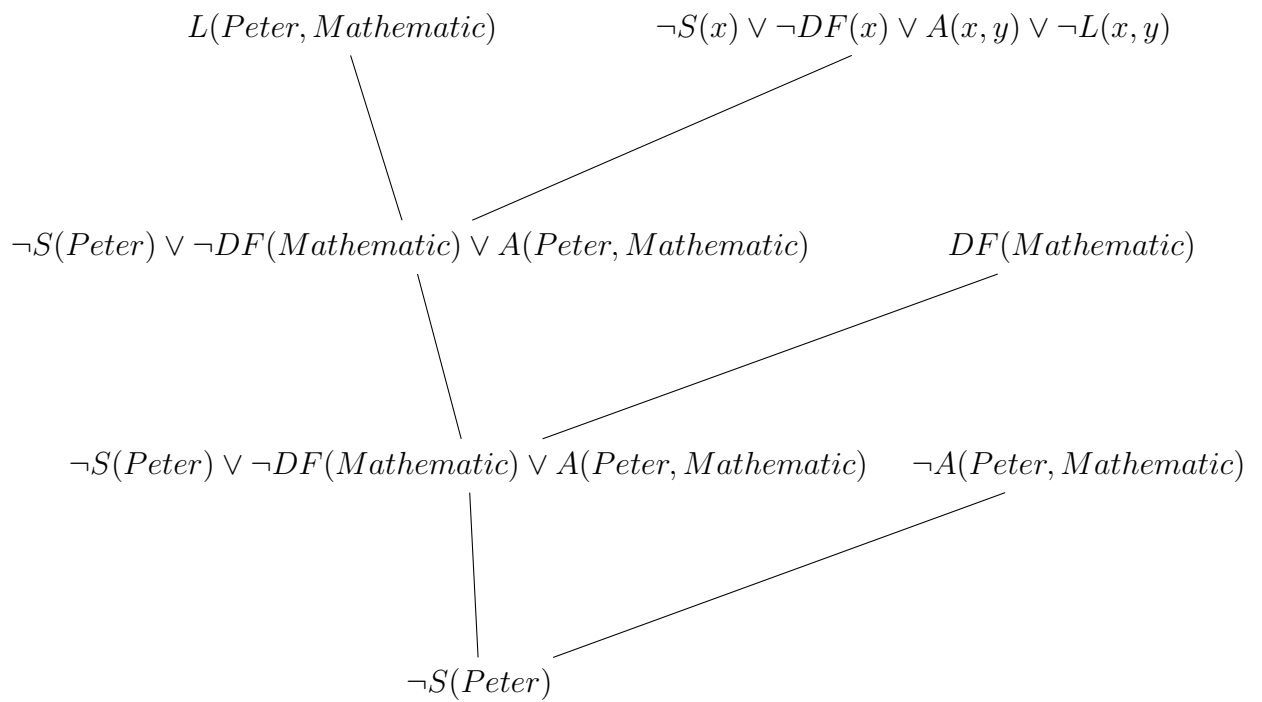 L(Peter, Mathematic) ¬S(x) ∨ ¬DF(x) ∨ A(x, y) ∨ ¬L(x, y)
¬S(Peter) ∨ ¬DF(Mathematic) ∨ A(Peter, Mathematic) DF(Mathematic)
¬S(Peter) ∨ ¬DF(Mathematic) ∨ A(Peter, Mathematic) ¬A(Peter, Mathematic)
¬S(Peter)